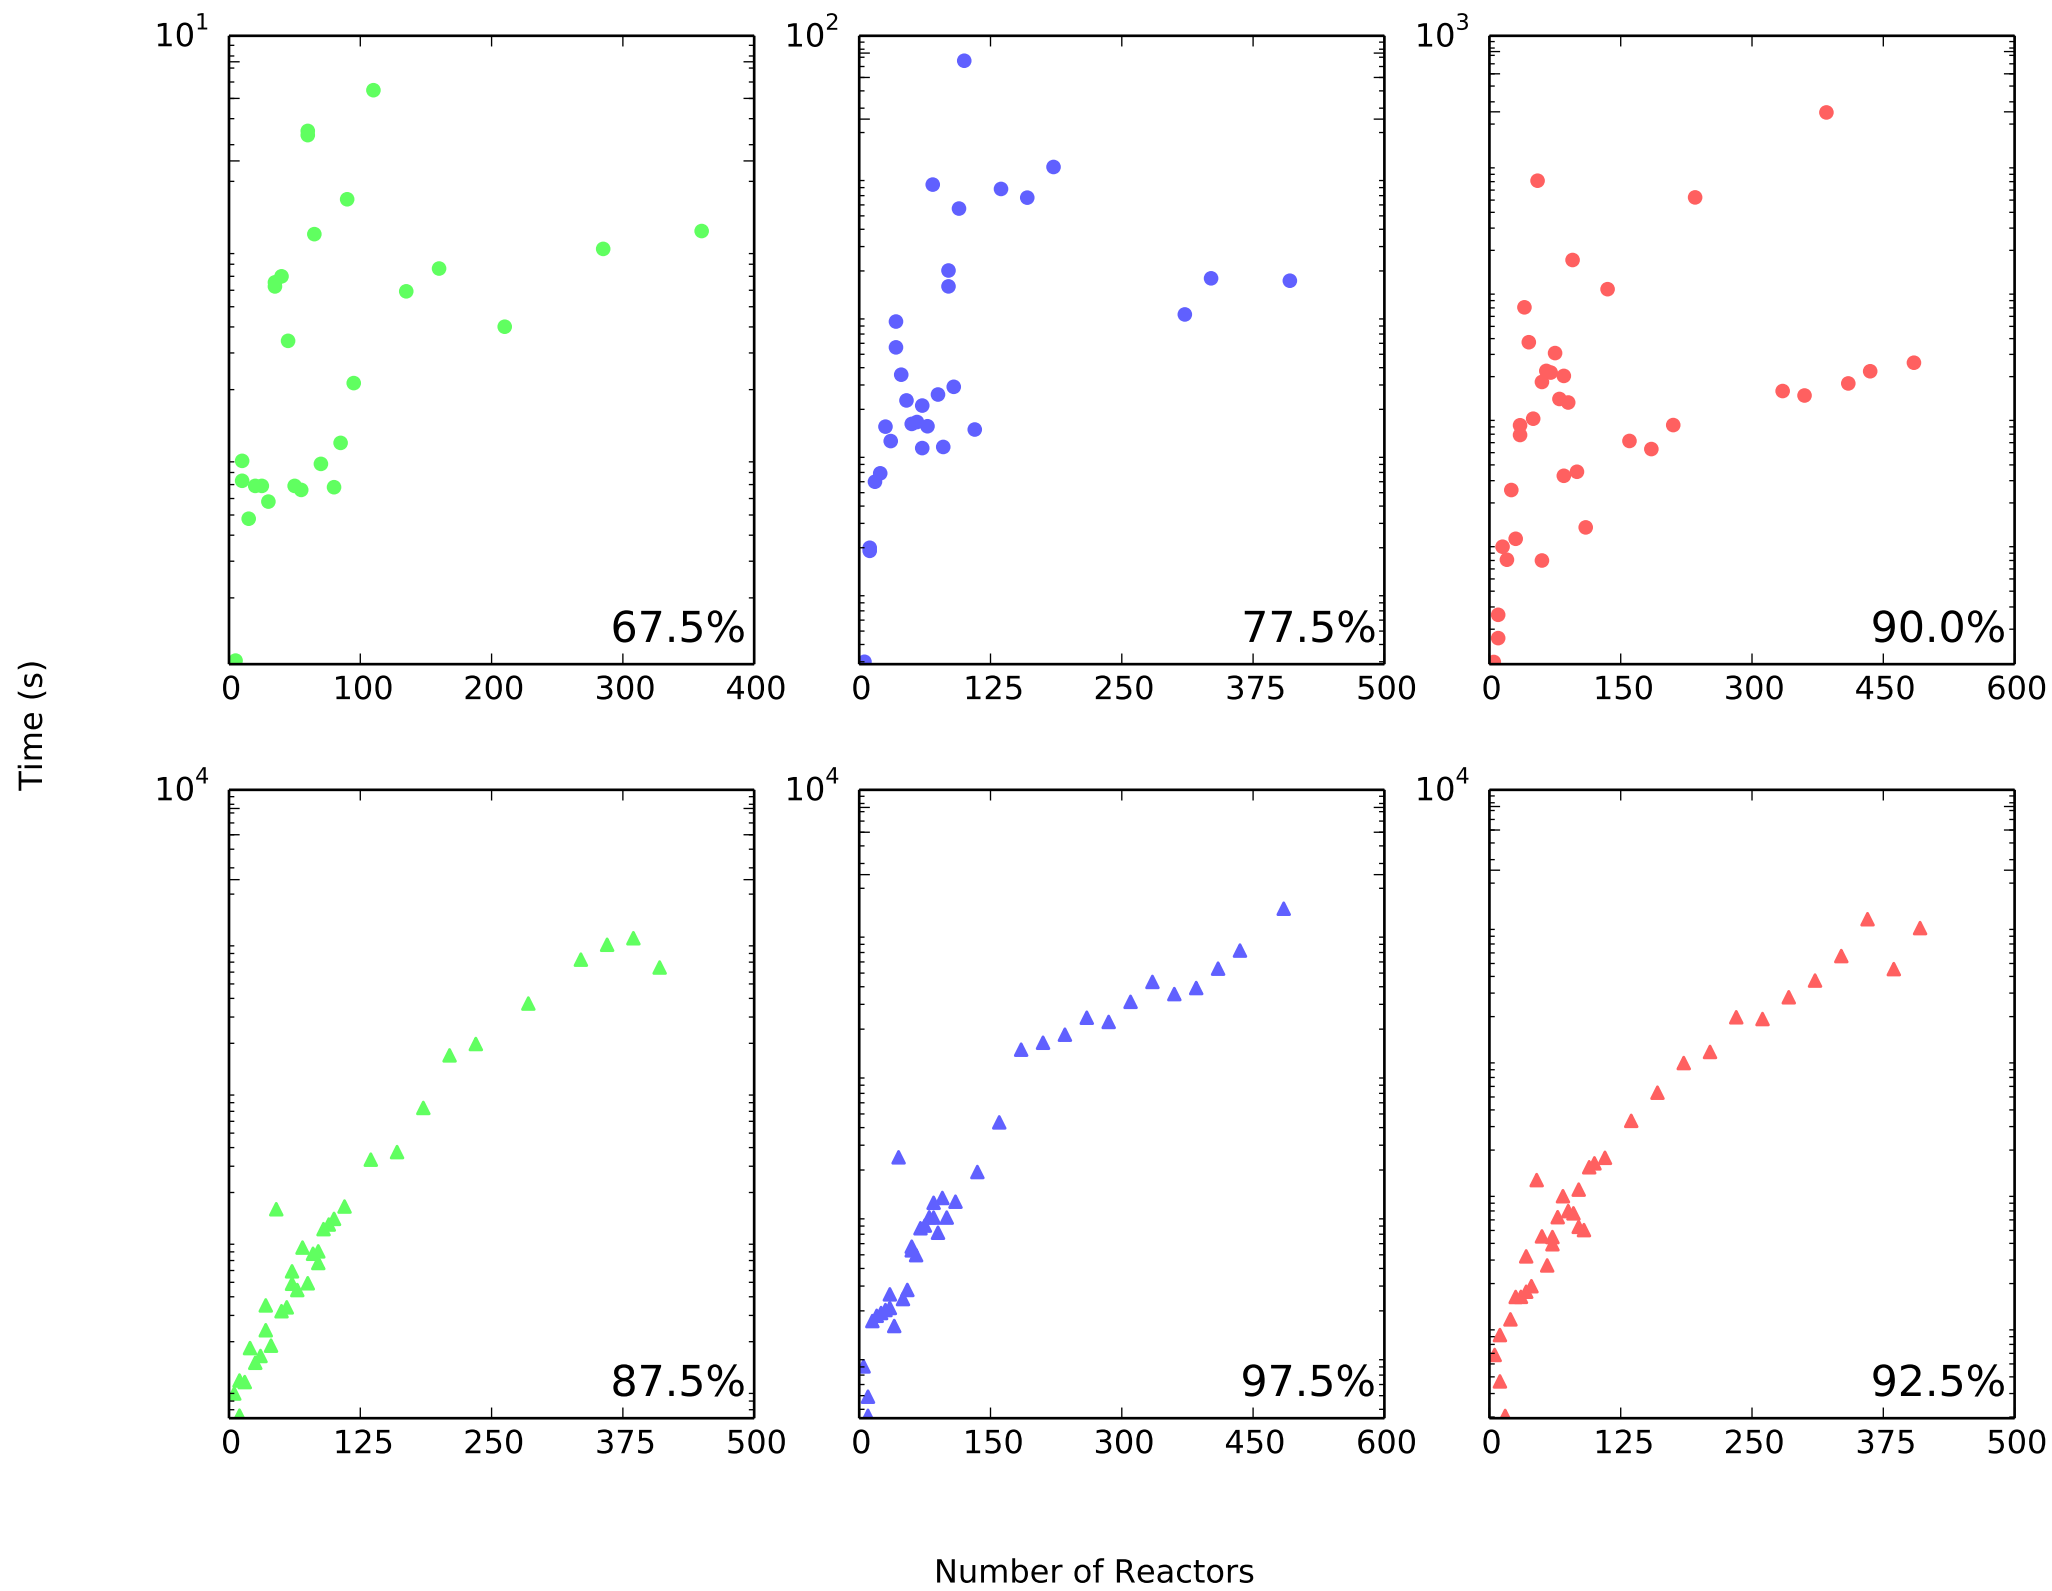 10^1 10^2 10^3
67.5% 77.5% 90.0%
0 100 200 300 400 0 125 250 375 500 0 150 300 450 600
Time (s)
10^4 10^4 10^4
87.5% 97.5% 92.5%
0 125 250 375 500 0 150 300 450 600 0 125 250 375 500
Number of Reactors